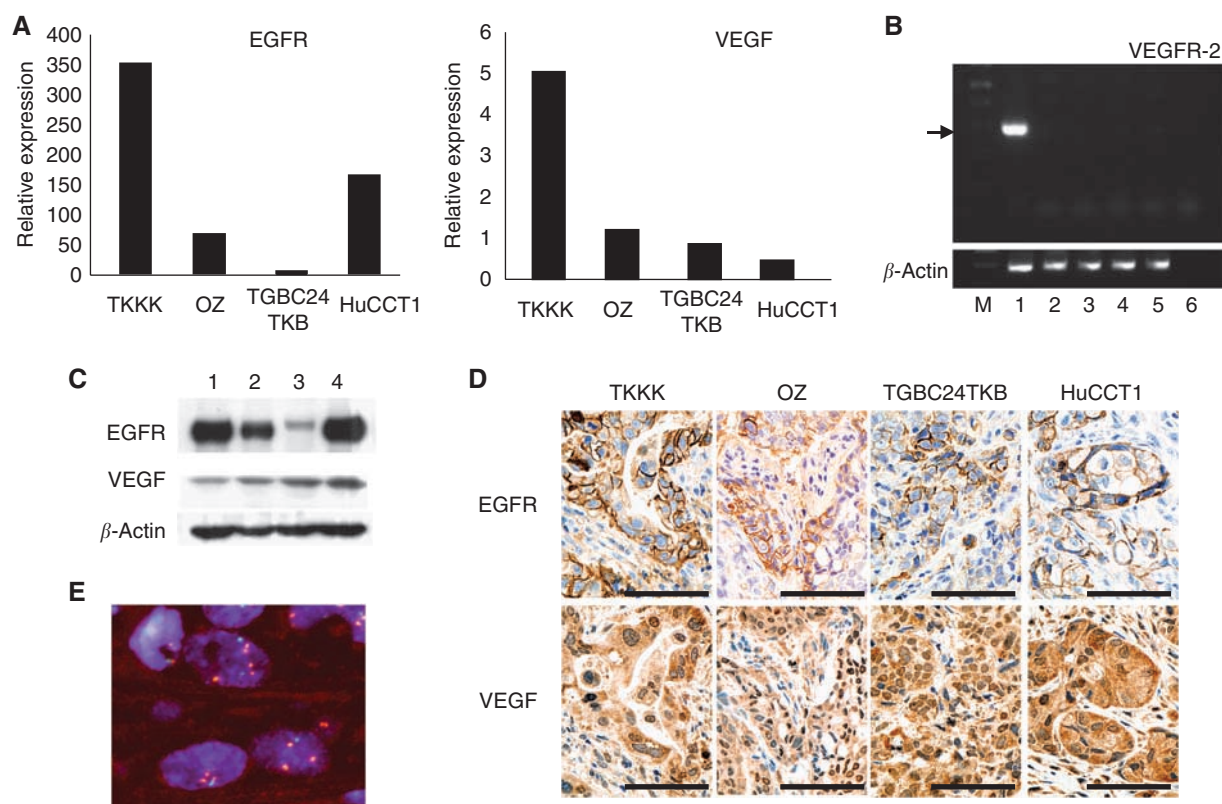 A
EGFR
Relative expression
400
350
300
250
200
150
100
50
0
TKKK
OZ
TGBC24
TKB
HuCCT1
VEGF
Relative expression
6
5
4
3
2
1
0
TKKK
OZ
TGBC24
TKB
HuCCT1
B
VEGFR-2
β-Actin
M 1 2 3 4 5 6
C
1 2 3 4
EGFR
VEGF
β-Actin
D
TKKK OZ TGBC24TKB HuCCT1
EGFR
VEGF
E